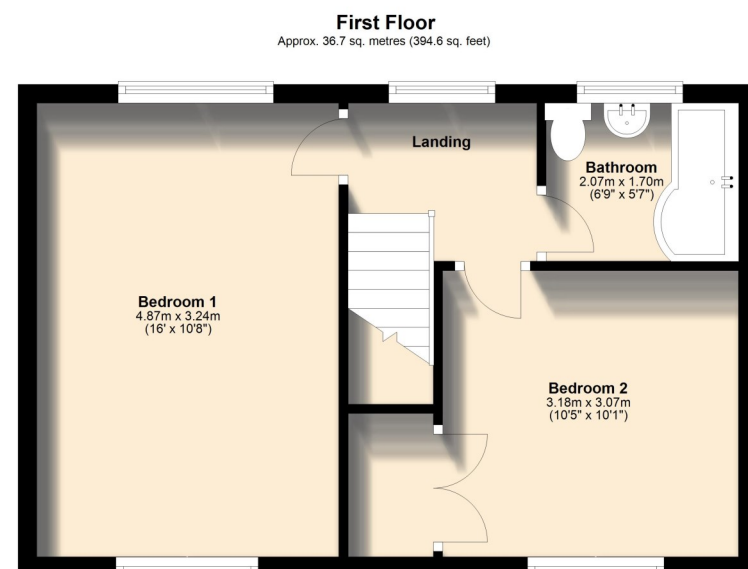 First Floor
Approx. 36.7 sq. metres (394.6 sq. feet)
Landing
Bathroom
2.07m x 1.70m
(6'9" x 5'7")
Bedroom 1
4.87m x 3.24m
(16' x 10'8")
Bedroom 2
3.18m x 3.07m
(10'5" x 10'1")